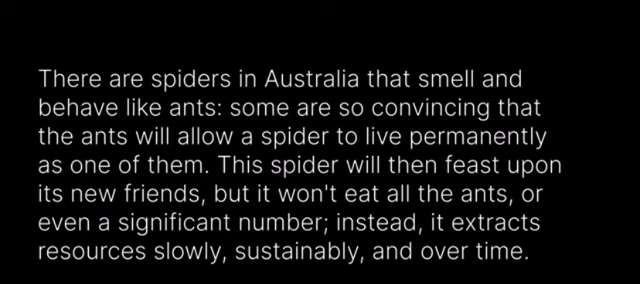 There are spiders in Australia that smell and
behave like ants: some are so convincing that
the ants will allow a spider to live permanently
as one of them. This spider will then feast upon
its new friends, but it won't eat all the ants, or
even a significant number; instead, it extracts
resources slowly, sustainably, and over time.